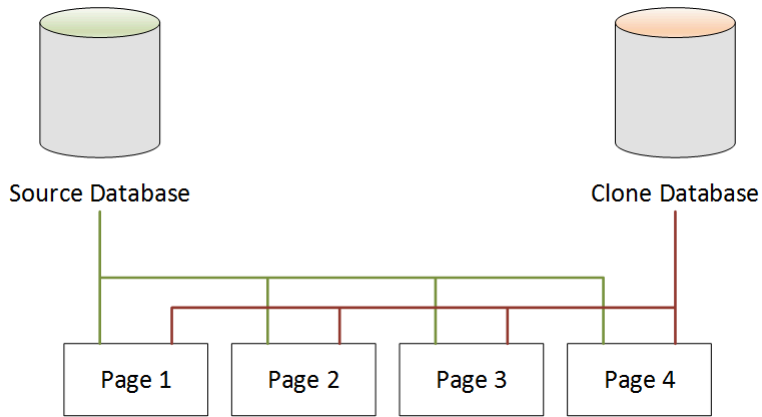 Source Database
Clone Database
Page 1
Page 2
Page 3
Page 4